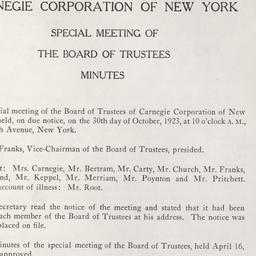 NEGIE CORPORATION OF NEW YORK
SPECIAL MEETING OF
THE BOARD OF TRUSTEES
MINUTES
cial meeting of the Board of Trustees of Carnegie Corporation of New
held, on due notice, on the 30th day of October, 1923, at 10 o'clock A. M.,
h Avenue, New York.
Franks, Vice-Chairman of the Board of Trustees, presided.
t: Mrs. Carnegie, Mr. Bertram, Mr. Carty, Mr. Church, Mr. Franks,
nd, Mr. Keppel, Mr. Merriam, Mr. Poynton and Mr. Pritchett.
account of illness: Mr. Root.
ecretary read the notice of the meeting and stated that it had been
ach member of the Board of Trustees at his address. The notice was
placed on file.
inutes of the special meeting of the Board of Trustees, held April 16,
approved.